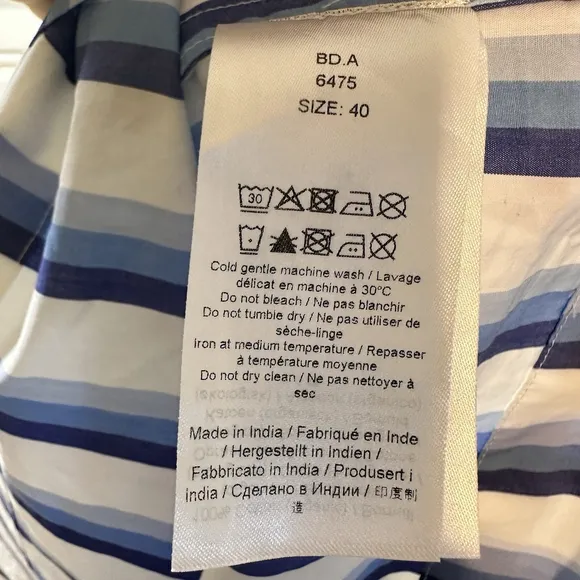 BD.A
6475
SIZE: 40
30
Cold gentle machine wash / Lavage
délicat en machine à 30°C
Do not bleach / Ne pas blanchir
Do not tumble dry / Ne pas utiliser de
sèche-linge
Iron at medium temperature / Repasser
à température moyenne
Do not dry clean / Ne pas nettoyer à
sec
Made in India / Fabriqué en Inde
/ Hergestellt in Indien /
Fabbricato in India / Produsert i
India / Сделано в Индии / 印度制
造